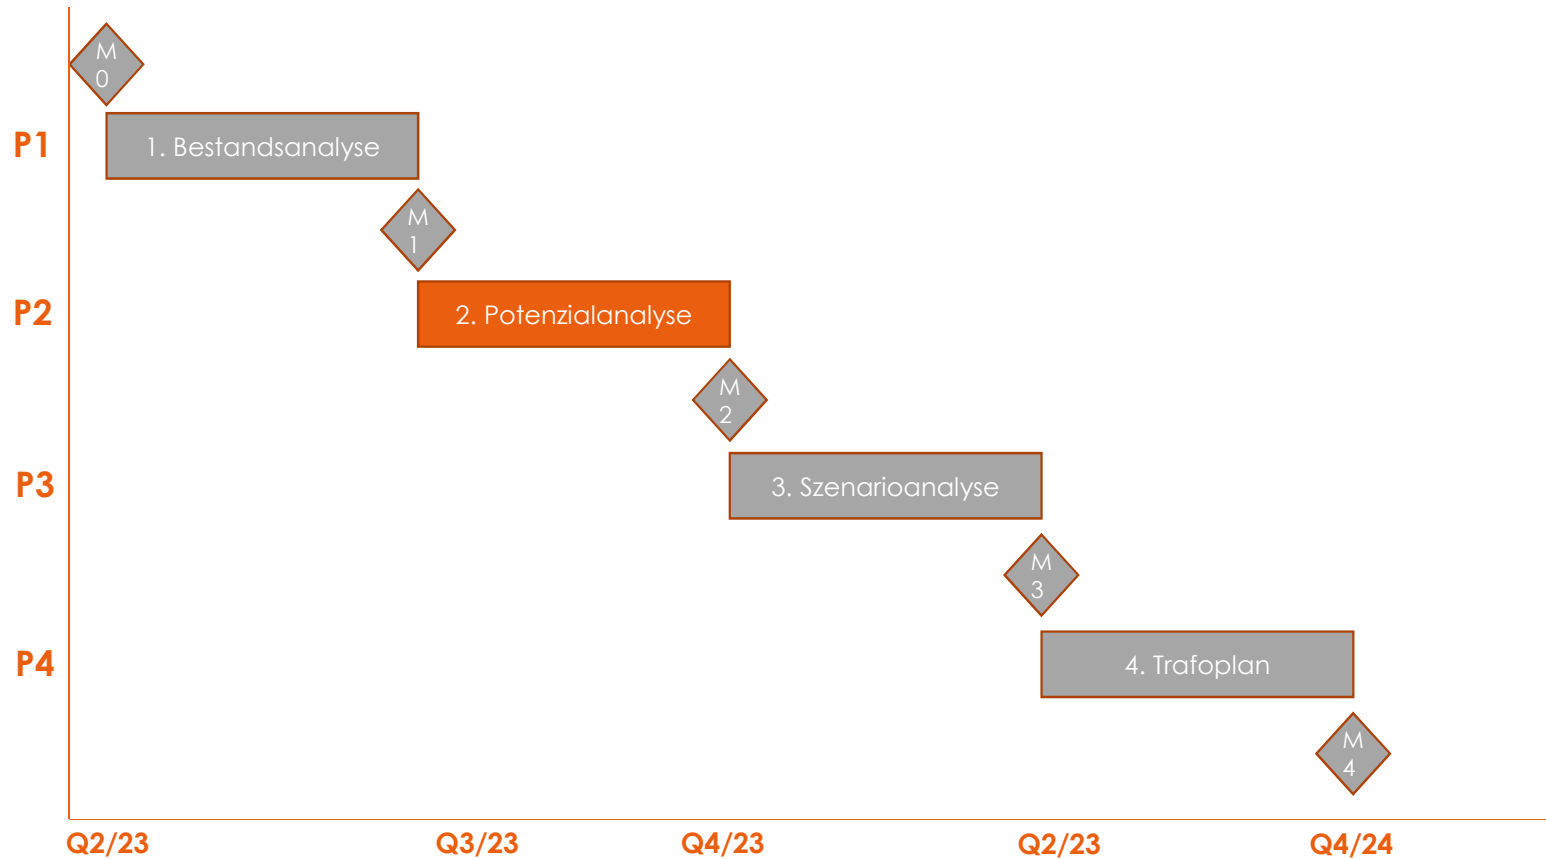 M
0
P1
1. Bestandsanalyse
M
1
P2
2. Potenzialanalyse
M
2
P3
3. Szenarioanalyse
M
3
P4
4. Trafoplan
M
4
Q2/23
Q3/23
Q4/23
Q2/23
Q4/24